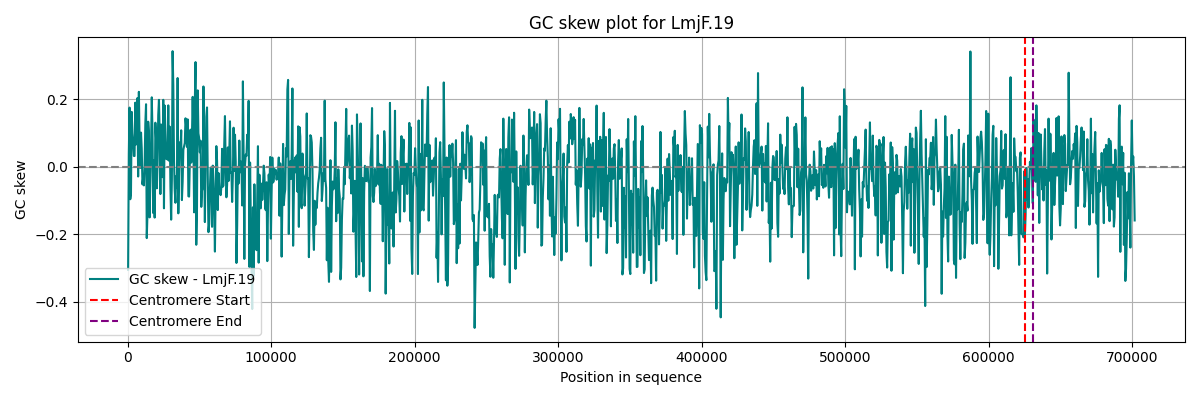 GC skew plot for LmjF.19
GC skew
0.2
0.0
−0.2
−0.4
GC skew - LmjF.19
Centromere Start
Centromere End
0 100000 200000 300000 400000 500000 600000 700000
Position in sequence